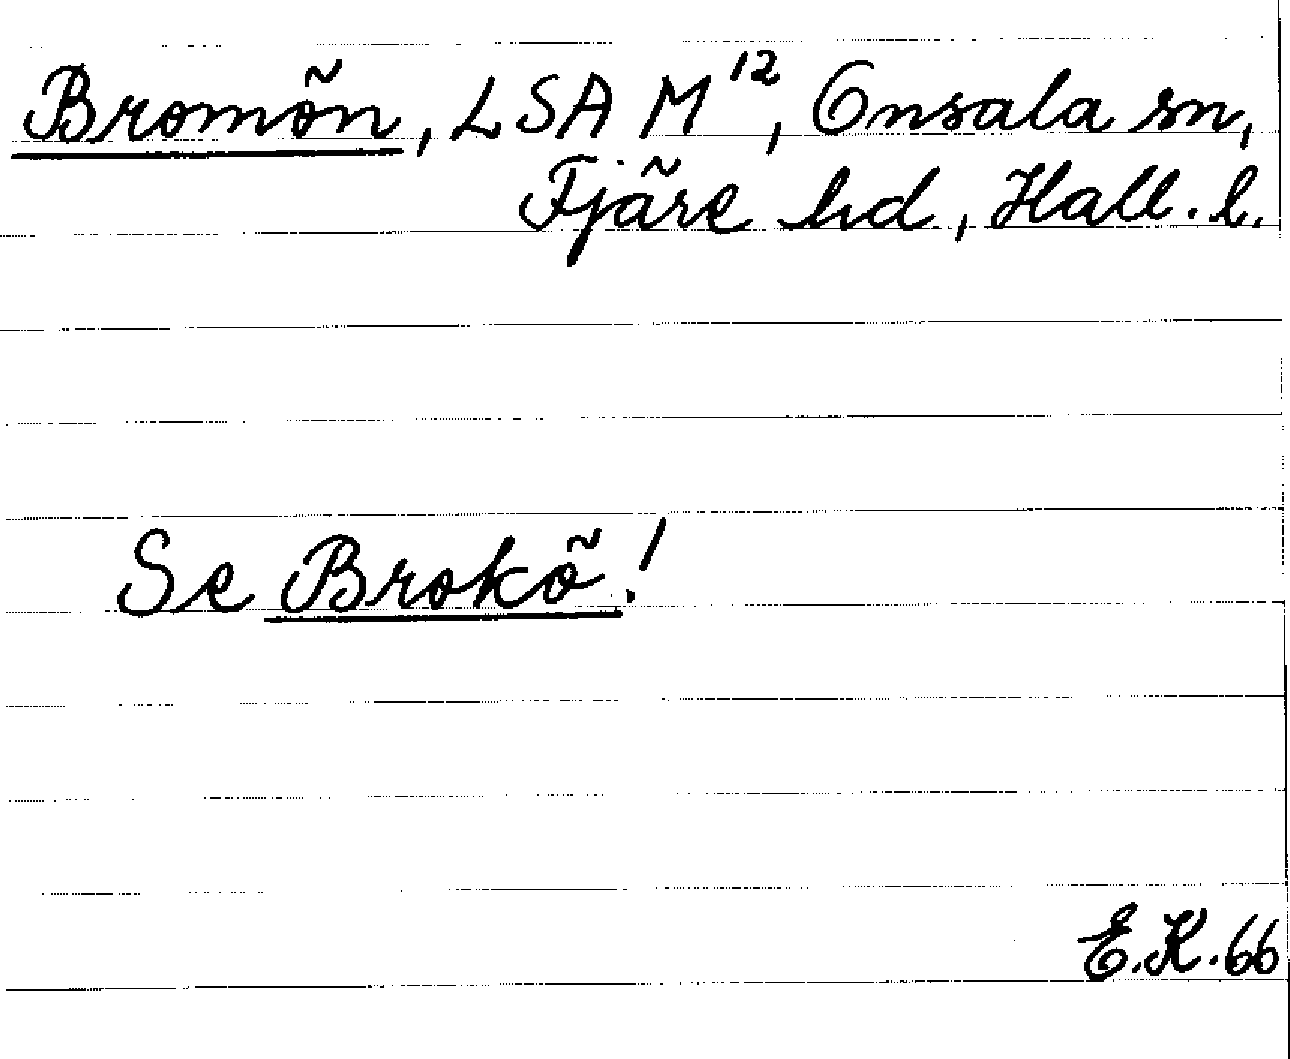 Bromön, LSA M¹², Onsala sn,
Fjäre hd, Hall. l.
Se Brokö!
E.K. 66